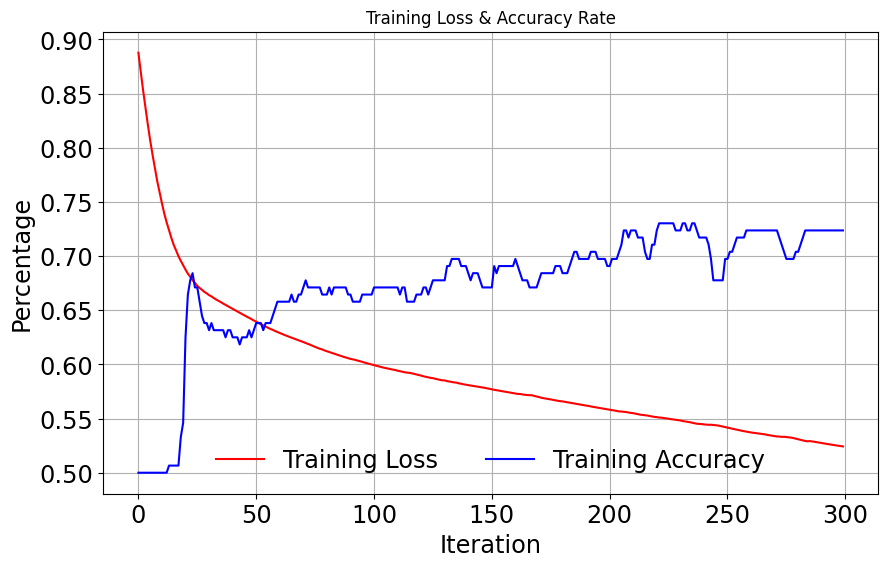 Training Loss & Accuracy Rate
0.90
0.85
0.80
0.75
0.70
0.65
0.60
0.55
0.50
Percentage
Training Loss Training Accuracy
0 50 100 150 200 250 300
Iteration